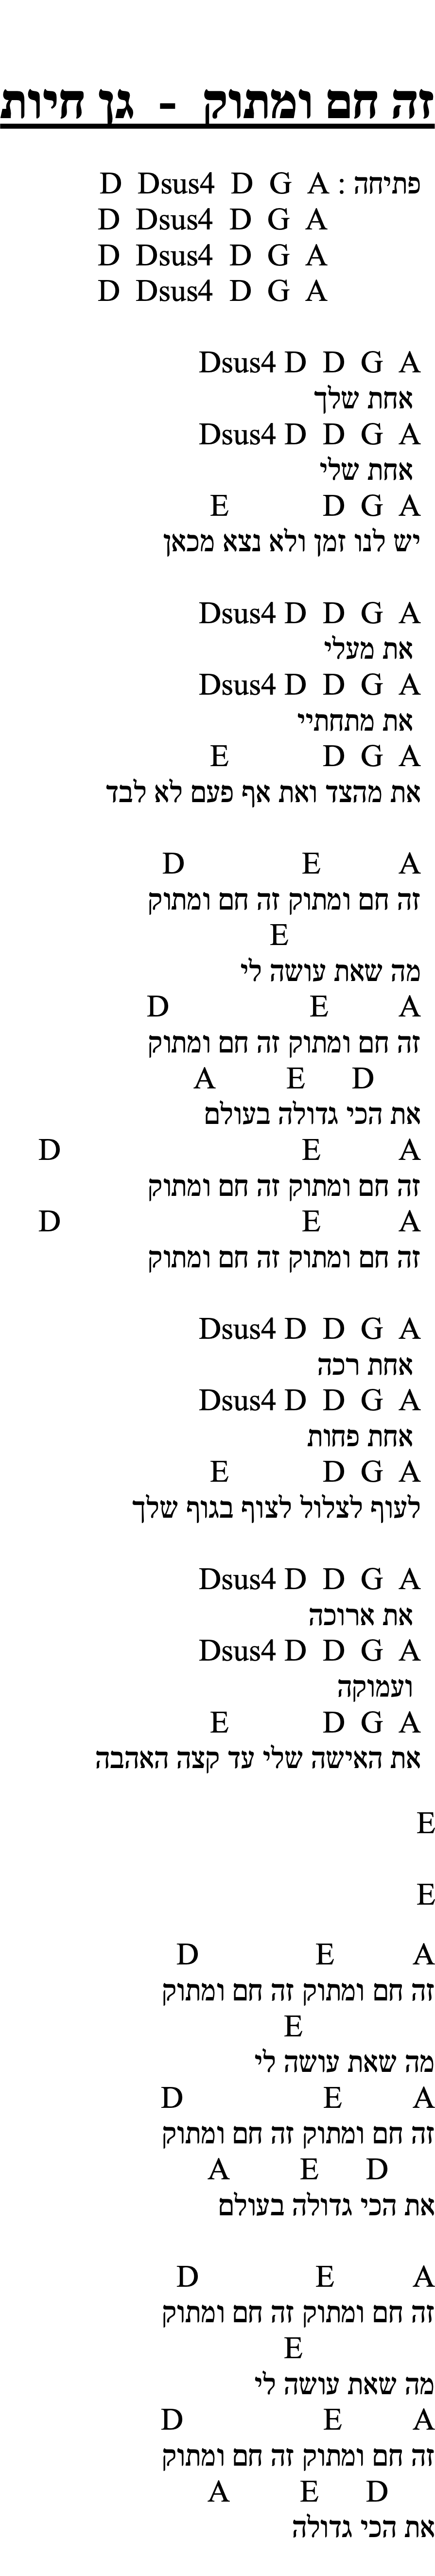 זה חם ומתוק - גן חיות
פתיחה : D Dsus4 D G A
D Dsus4 D G A
D Dsus4 D G A
D Dsus4 D G A
Dsus4 D D G A
אחת שלך
Dsus4 D D G A
אחת שלי
E D G A
יש לנו זמן ולא נצא מכאן
Dsus4 D D G A
את מעלי
Dsus4 D D G A
את מתחתיי
E D G A
את מהצד ואת אף פעם לא לבד
D E A
זה חם ומתוק זה חם ומתוק
E
מה שאת עושה לי
D E A
זה חם ומתוק זה חם ומתוק
A E D
את הכי גדולה בעולם
D E A
זה חם ומתוק זה חם ומתוק
D E A
זה חם ומתוק זה חם ומתוק
Dsus4 D D G A
אחת רכה
Dsus4 D D G A
אחת פחות
E D G A
לעוף לצלול לצוף בגוף שלך
Dsus4 D D G A
את ארוכה
Dsus4 D D G A
ועמוקה
E D G A
את האישה שלי עד קצה האהבה
E
E
D E A
זה חם ומתוק זה חם ומתוק
E
מה שאת עושה לי
D E A
זה חם ומתוק זה חם ומתוק
A E D
את הכי גדולה בעולם
D E A
זה חם ומתוק זה חם ומתוק
E
מה שאת עושה לי
D E A
זה חם ומתוק זה חם ומתוק
A E D
את הכי גדולה